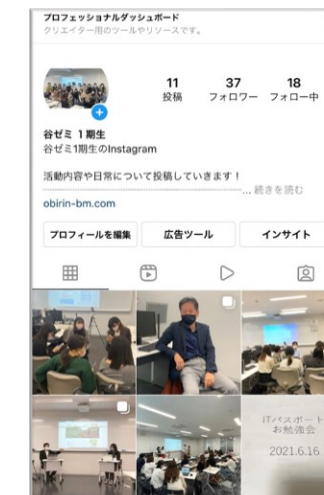 プロフェッショナルダッシュボード
クリエイター用のツールやリソースです。
11 37 18
投稿 フォロワー フォロー中
谷ゼミ 1期生
谷ゼミ1期生のInstagram
活動内容や日常について投稿していきます！
... 続きを読む
obirin-bm.com
プロフィールを編集 広告ツール インサイト
ITパスポート
お勉強会
2021.6.16